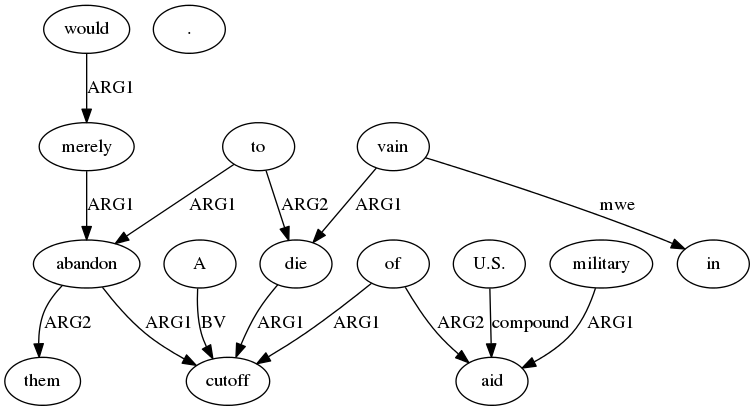 would .
ARG1
merely to vain
ARG1 ARG1 ARG2 ARG1 mwe
abandon A die of U.S. military in
ARG2 ARG1 BV ARG1 ARG1 ARG2 compound ARG1
them cutoff aid